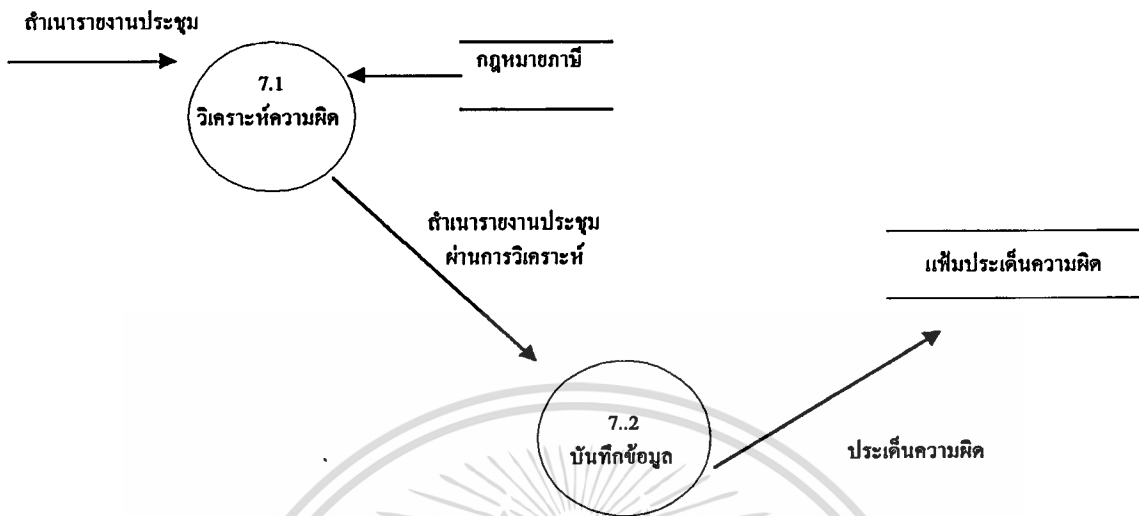 สำเนารายงานประชุม
กฎหมายภาษี
7.1
วิเคราะห์ความผิด
สำเนารายงานประชุม
ผ่านการวิเคราะห์
แฟ้มประเด็นความผิด
7..2
บันทึกข้อมูล
ประเด็นความผิด